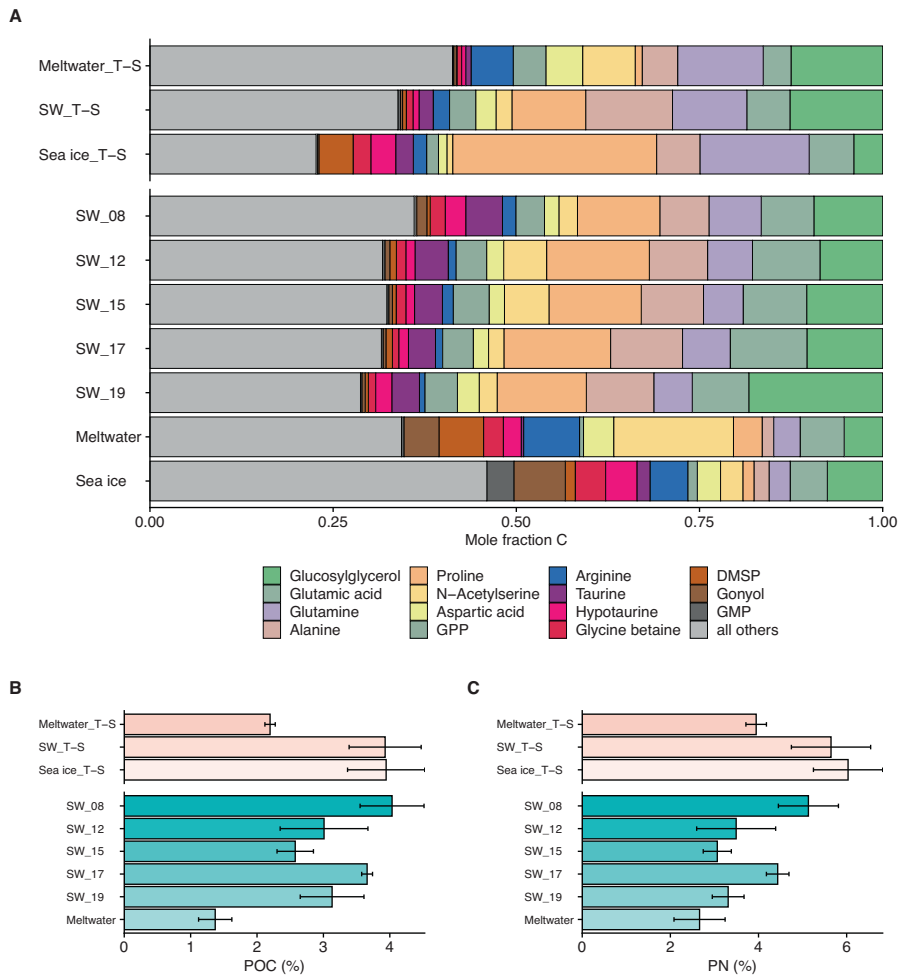 A
Meltwater_T−S
SW_T−S
Sea ice_T−S
SW_08
SW_12
SW_15
SW_17
SW_19
Meltwater
Sea ice
0.00 0.25 0.50 0.75 1.00
Mole fraction C
Glucosylglycerol Proline Arginine DMSP
Glutamic acid N−Acetylserine Taurine Gonyol
Glutamine Aspartic acid Hypotaurine GMP
Alanine GPP Glycine betaine all others
B
Meltwater_T−S
SW_T−S
Sea ice_T−S
SW_08
SW_12
SW_15
SW_17
SW_19
Meltwater
0 1 2 3 4
POC (%)
C
Meltwater_T−S
SW_T−S
Sea ice_T−S
SW_08
SW_12
SW_15
SW_17
SW_19
Meltwater
0 2 4 6
PN (%)